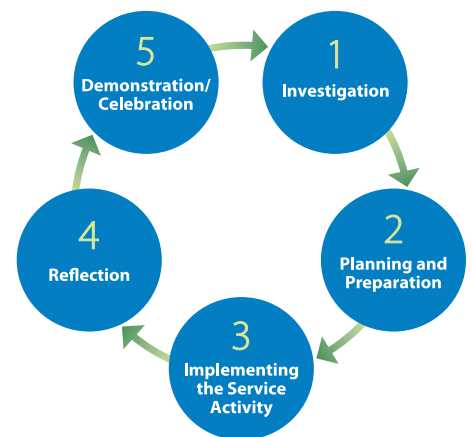 1
Investigation
2
Planning and
Preparation
3
Implementing
the Service
Activity
4
Reflection
5
Demonstration/
Celebration